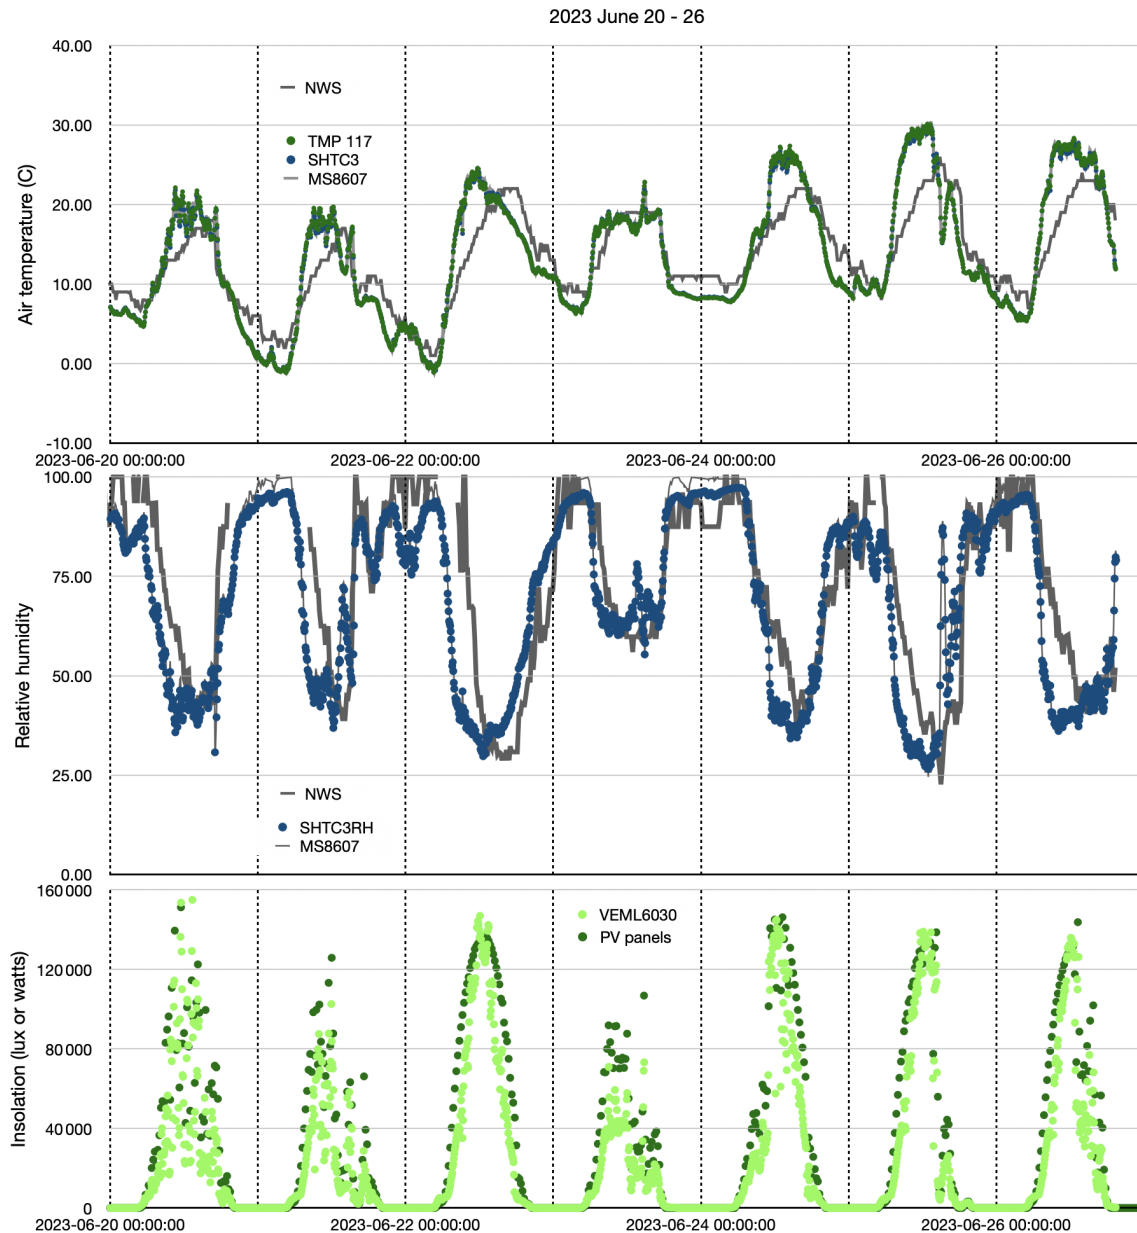 2023 June 20 - 26
40.00
NWS
30.00
TMP 117
SHTC3
MS8607
20.00
Air temperature (C)
10.00
0.00
-10.00
2023-06-20 00:00:00 2023-06-22 00:00:00 2023-06-24 00:00:00 2023-06-26 00:00:00
100.00
75.00
Relative humidity
50.00
25.00
NWS
SHTC3RH
MS8607
0.00
160 000
VEML6030
PV panels
120 000
Insolation (lux or watts)
80 000
40 000
0
2023-06-20 00:00:00 2023-06-22 00:00:00 2023-06-24 00:00:00 2023-06-26 00:00:00